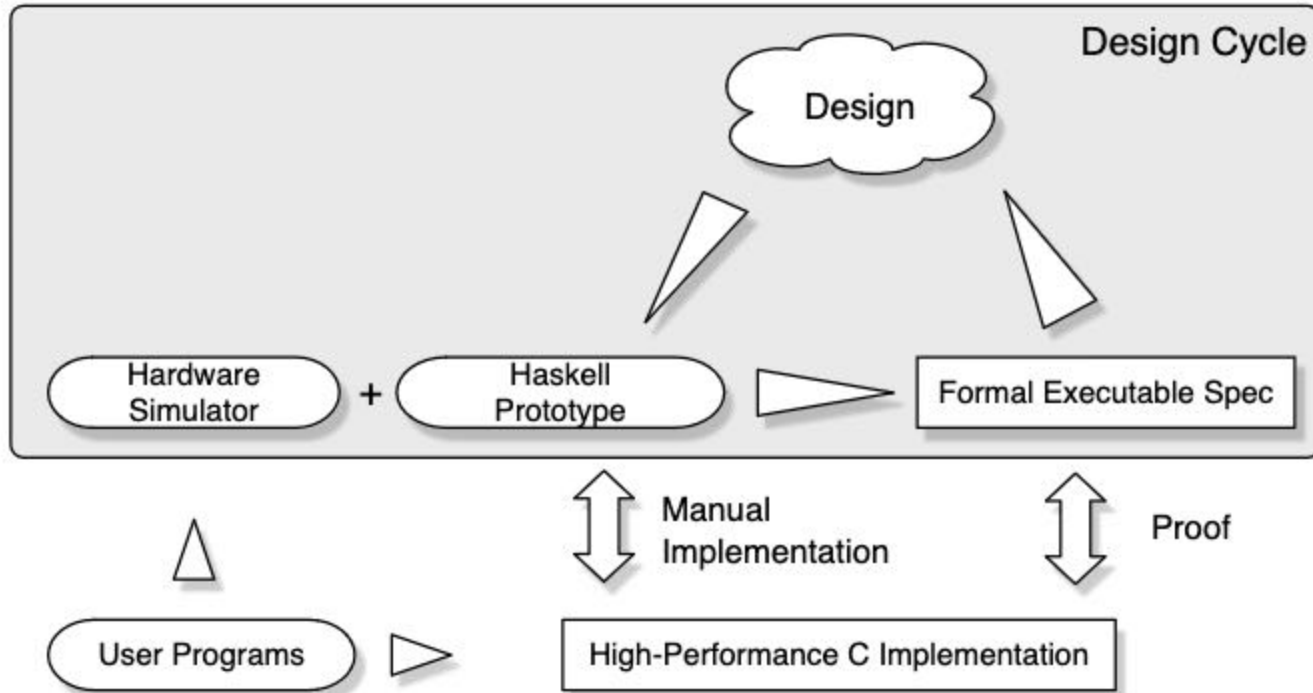 Design Cycle
Design
Hardware
Simulator
+
Haskell
Prototype
Formal Executable Spec
Manual
Implementation
Proof
User Programs
High-Performance C Implementation